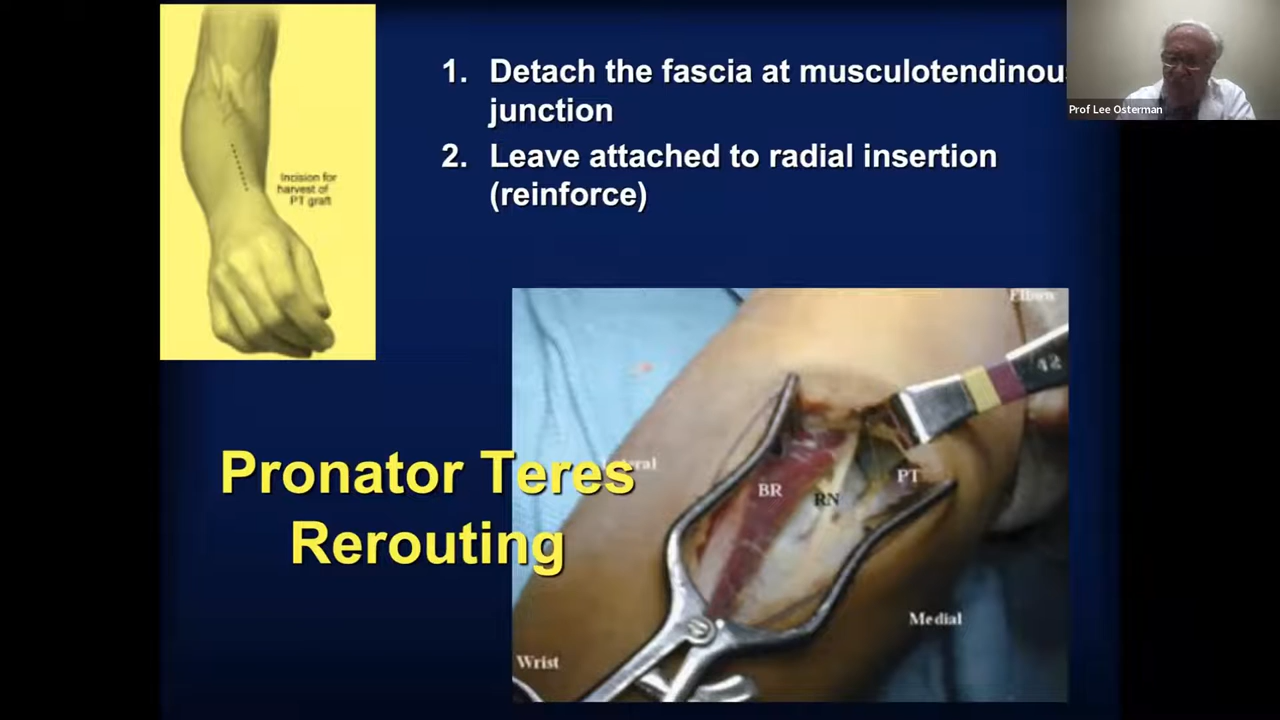 1. Detach the fascia at musculotendinou
junction
2. Leave attached to radial insertion
(reinforce)
Prof Lee Osterman
Incision for
harvest of
PT graft
Elbow
42
Pronator Teres
Rerouting
BR
RN
PT
Medial
Wrist